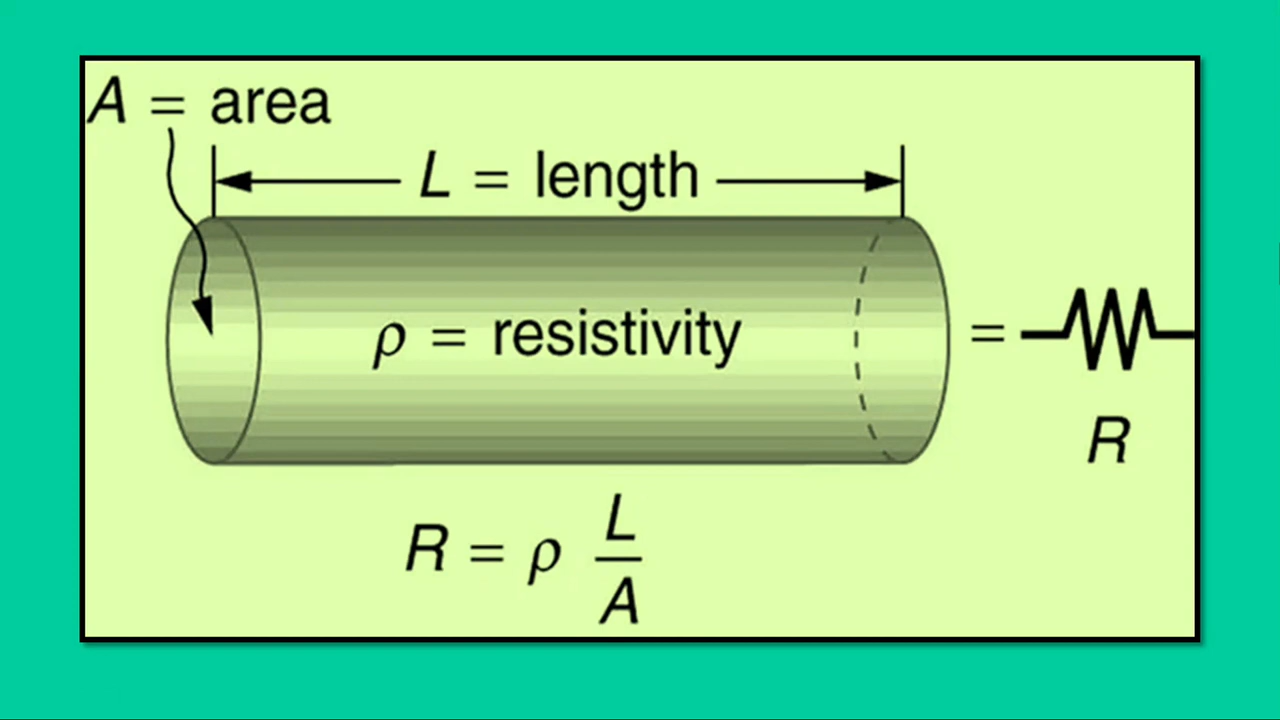 A = area
L = length
ρ = resistivity
=
R
R = ρ L/A